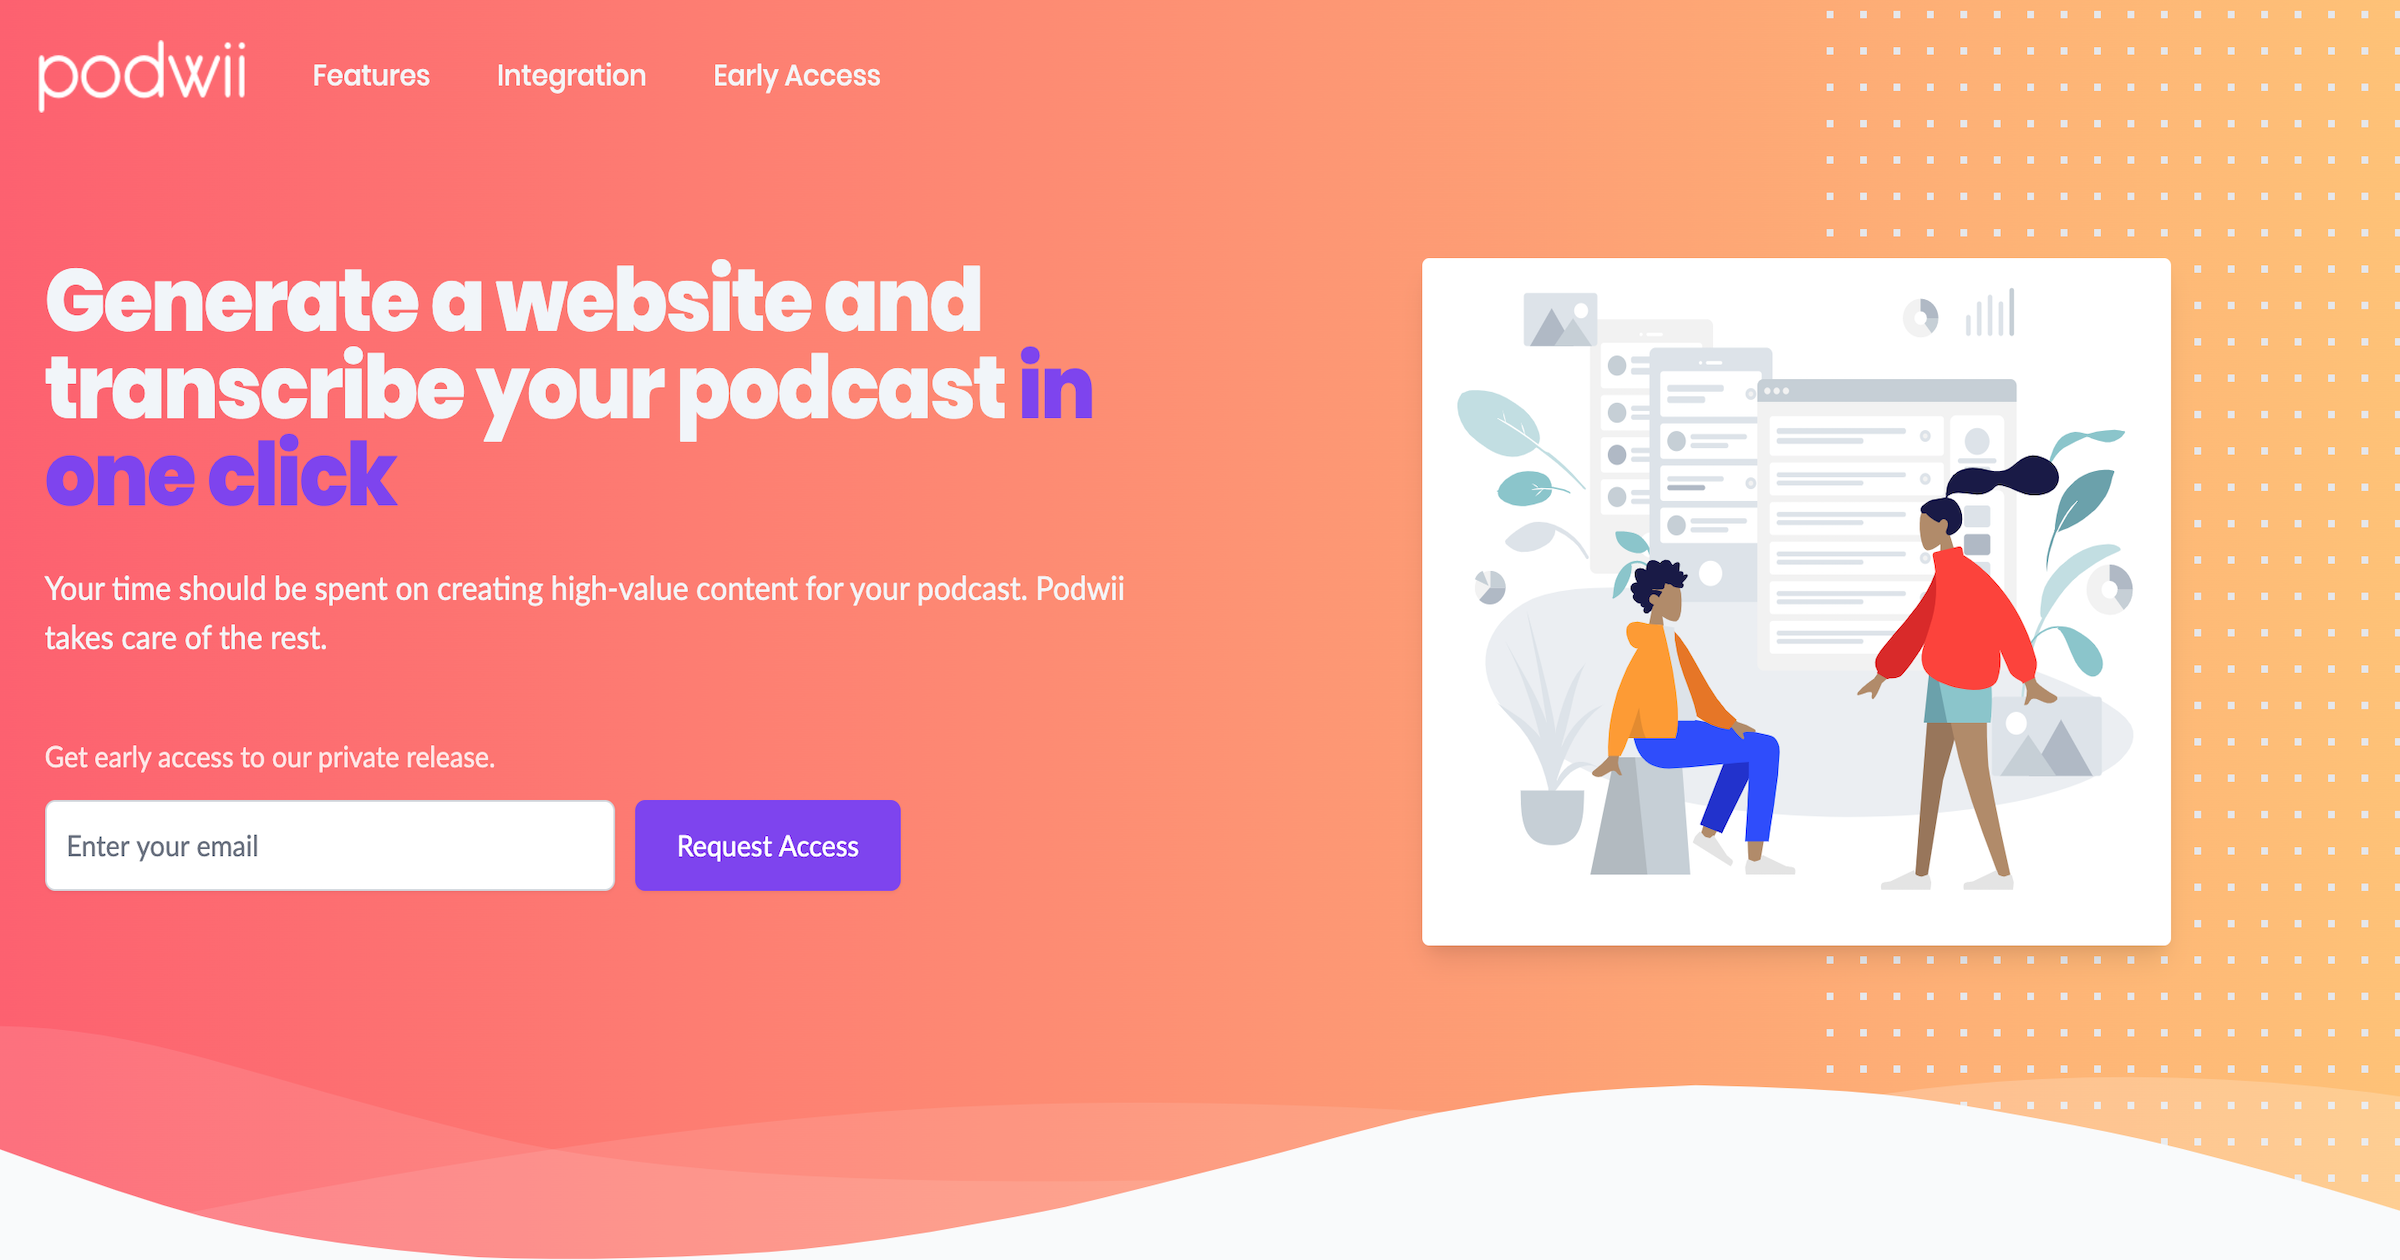 podwii
Features
Integration
Early Access
Generate a website and
transcribe your podcast in
one click
Your time should be spent on creating high-value content for your podcast. Podwii
takes care of the rest.
Get early access to our private release.
Enter your email
Request Access